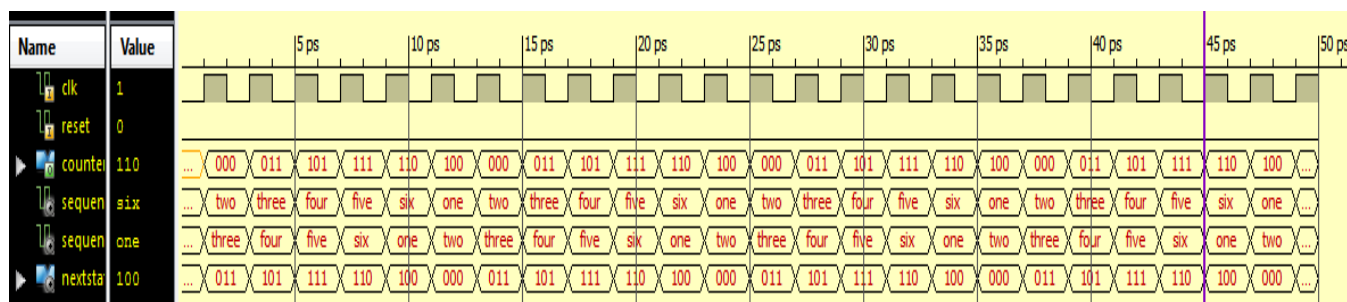 Name Value 5 ps 10 ps 15 ps 20 ps 25 ps 30 ps 35 ps 40 ps 45 ps 50 ps
clk 1
reset 0
counter 110 ... 000 011 101 111 110 100 000 011 101 111 110 100 000 011 101 111 110 100 000 011 101 111 110 100 ...
sequen six ... two three four five six one two three four five six one two three four five six one two three four five six one ...
sequen one ... three four five six one two three four five six one two three four five six one two three four five six one two ...
nextsta 100 ... 011 101 111 110 100 000 011 101 111 110 100 000 011 101 111 110 100 000 011 101 111 110 100 000 ...